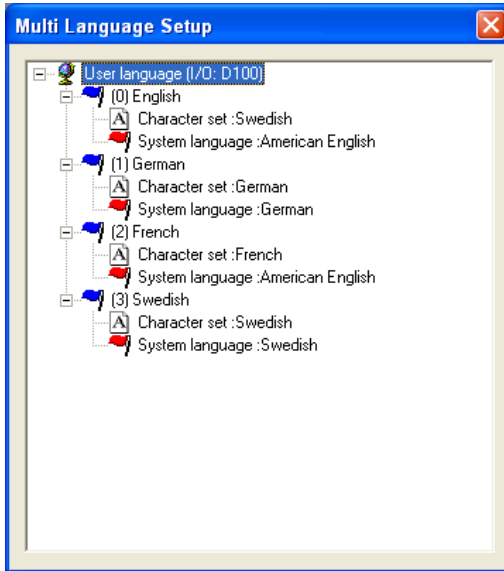 Multi Language Setup
User language (I/O: D100)
(0) English
Character set :Swedish
System language :American English
(1) German
Character set :German
System language :German
(2) French
Character set :French
System language :American English
(3) Swedish
Character set :Swedish
System language :Swedish